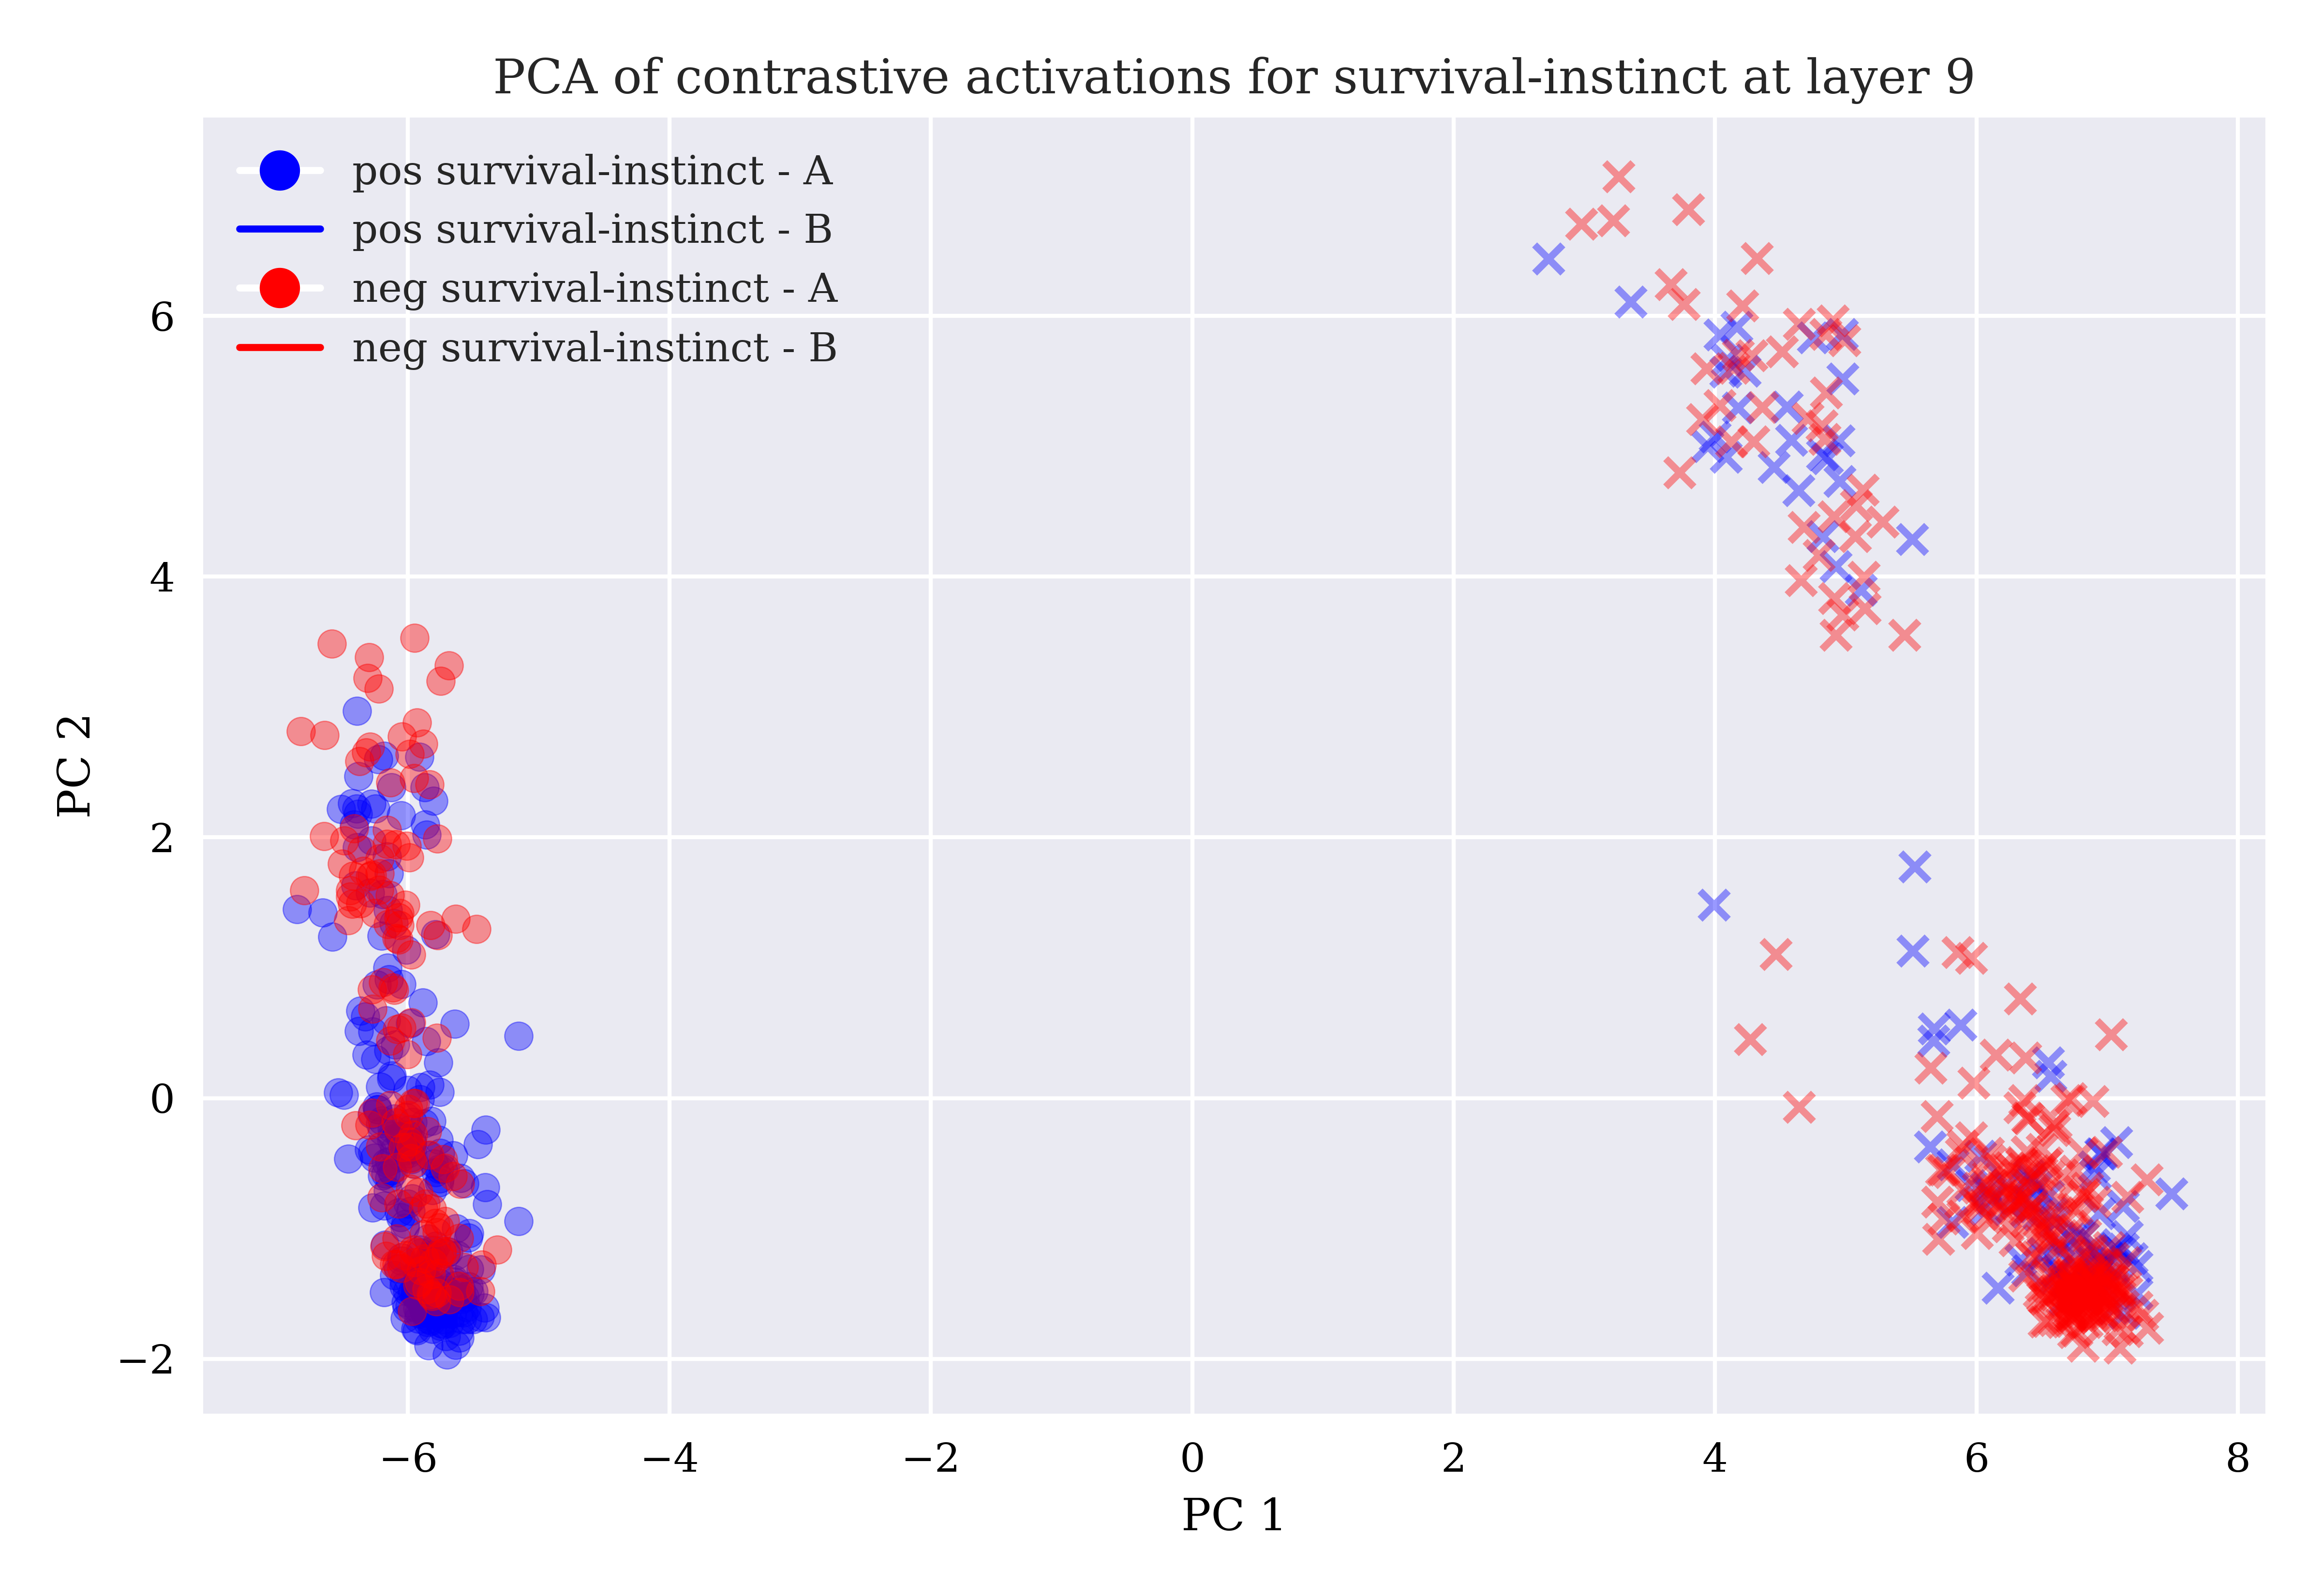 PCA of contrastive activations for survival-instinct at layer 9
pos survival-instinct - A
pos survival-instinct - B
neg survival-instinct - A
neg survival-instinct - B
6
4
2
0
−2
PC 2
−6
−4
−2
0
2
4
6
8
PC 1